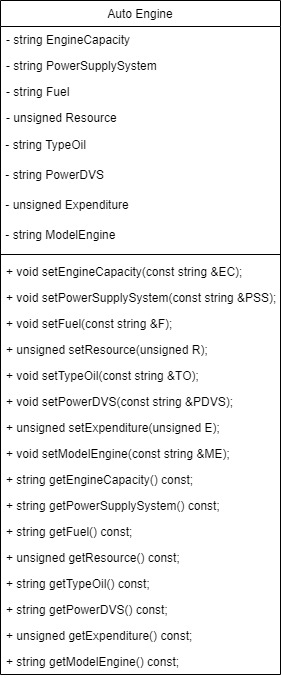 Auto Engine
- string EngineCapacity
- string PowerSupplySystem
- string Fuel
- unsigned Resource
- string TypeOil
- string PowerDVS
- unsigned Expenditure
- string ModelEngine
+ void setEngineCapacity(const string &EC);
+ void setPowerSupplySystem(const string &PSS);
+ void setFuel(const string &F);
+ unsigned setResource(unsigned R);
+ void setTypeOil(const string &TO);
+ void setPowerDVS(const string &PDVS);
+ unsigned setExpenditure(unsigned E);
+ void setModelEngine(const string &ME);
+ string getEngineCapacity() const;
+ string getPowerSupplySystem() const;
+ string getFuel() const;
+ unsigned getResource() const;
+ string getTypeOil() const;
+ string getPowerDVS() const;
+ unsigned getExpenditure() const;
+ string getModelEngine() const;